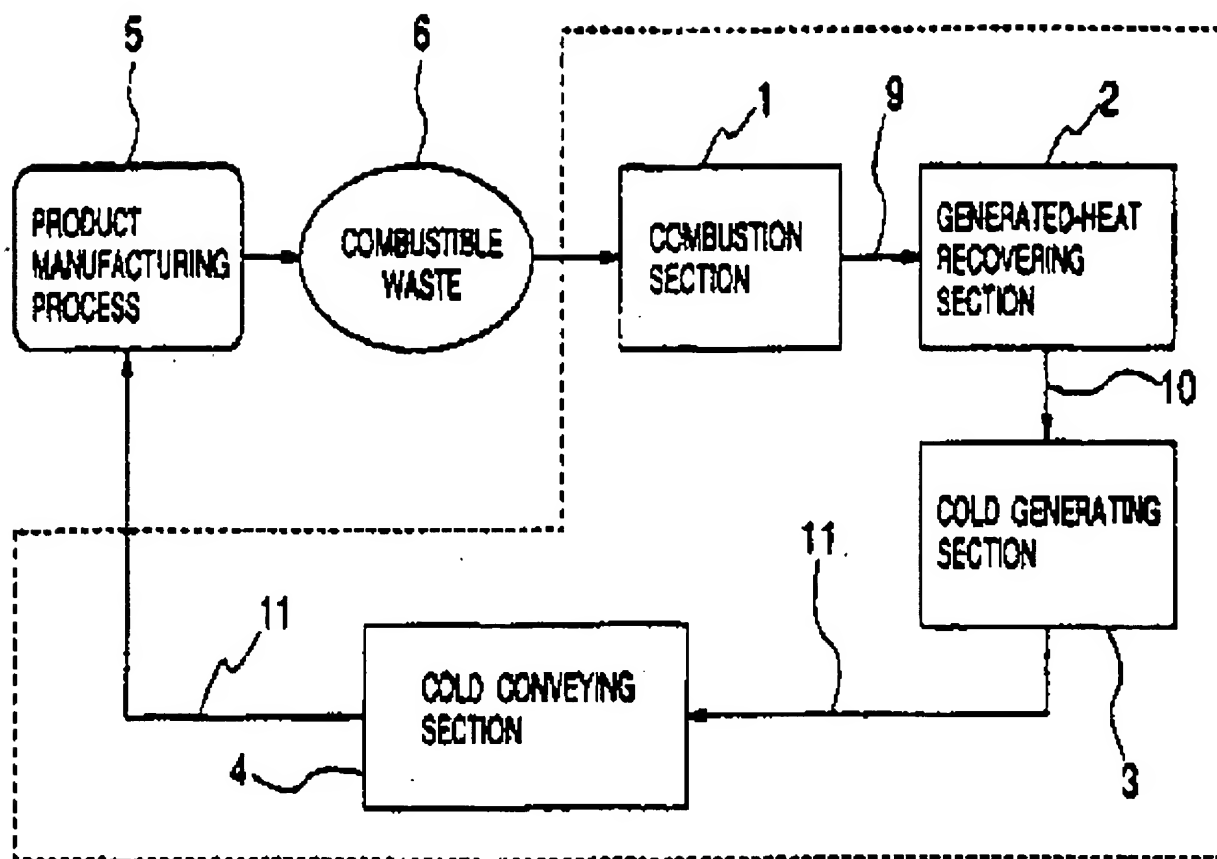 5
6
1
9
2
PRODUCT
MANUFACTURING
PROCESS
COMBUSTIBLE
WASTE
COMBUSTION
SECTION
GENERATED-HEAT
RECOVERING
SECTION
10
COLD GENERATING
SECTION
11
11
COLD CONVEYING
SECTION
4
3